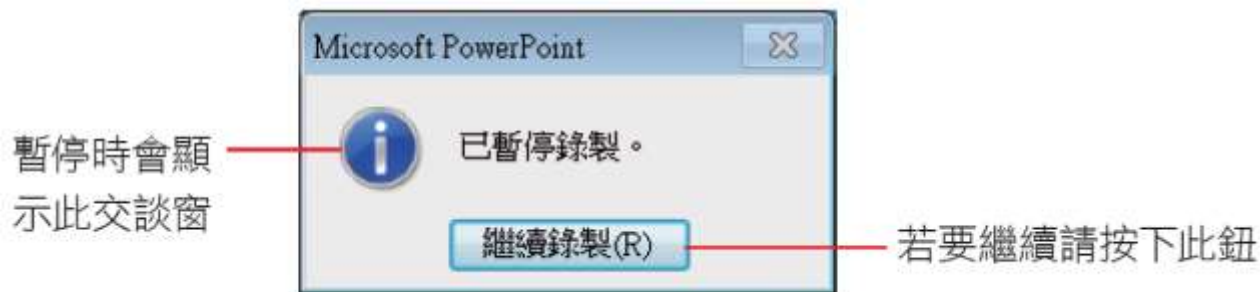 Microsoft PowerPoint
已暫停錄製。
暫停時會顯
示此交談窗
繼續錄製(R)
若要繼續請按下此鈕